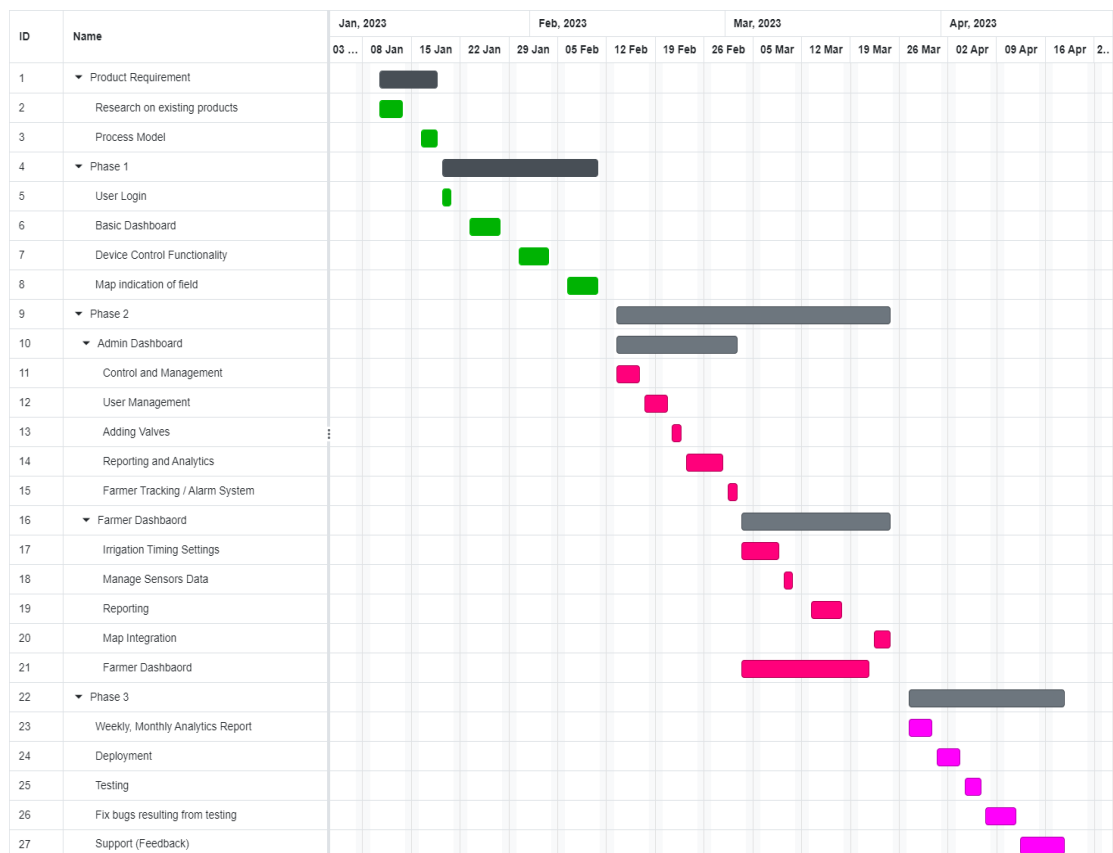 ID Name Jan, 2023 Feb, 2023 Mar, 2023 Apr, 2023
03 ... 08 Jan 15 Jan 22 Jan 29 Jan 05 Feb 12 Feb 19 Feb 26 Feb 05 Mar 12 Mar 19 Mar 26 Mar 02 Apr 09 Apr 16 Apr 2..
1 Product Requirement
2 Research on existing products
3 Process Model
4 Phase 1
5 User Login
6 Basic Dashboard
7 Device Control Functionality
8 Map indication of field
9 Phase 2
10 Admin Dashboard
11 Control and Management
12 User Management
13 Adding Valves
14 Reporting and Analytics
15 Farmer Tracking / Alarm System
16 Farmer Dashbaord
17 Irrigation Timing Settings
18 Manage Sensors Data
19 Reporting
20 Map Integration
21 Farmer Dashbaord
22 Phase 3
23 Weekly, Monthly Analytics Report
24 Deployment
25 Testing
26 Fix bugs resulting from testing
27 Support (Feedback)